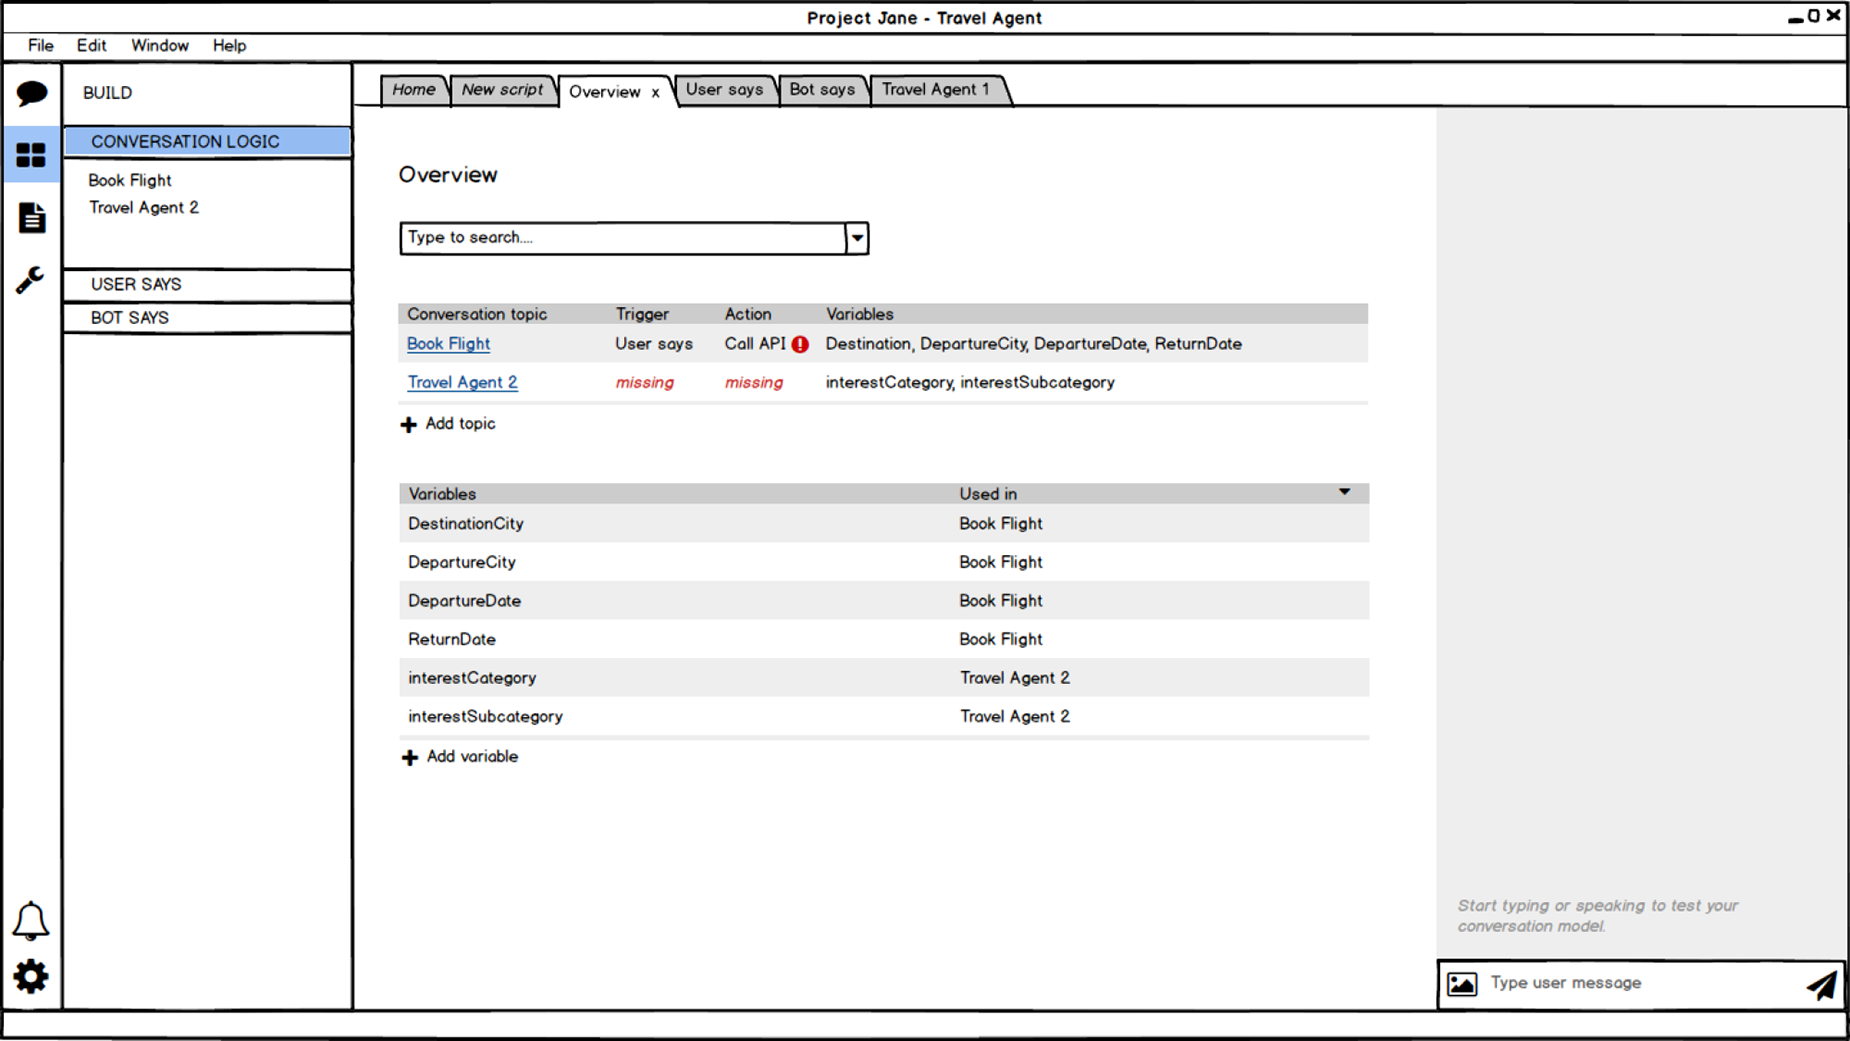 Project Jane - Travel Agent
File Edit Window Help
BUILD
CONVERSATION LOGIC
Book Flight
Travel Agent 2
USER SAYS
BOT SAYS
Home New script Overview x User says Bot says Travel Agent 1
Overview
Type to search....
Conversation topic Trigger Action Variables
Book Flight User says Call API ! Destination, DepartureCity, DepartureDate, ReturnDate
Travel Agent 2 missing missing interestCategory, interestSubcategory
Add topic
Variables Used in
DestinationCity Book Flight
DepartureCity Book Flight
DepartureDate Book Flight
ReturnDate Book Flight
interestCategory Travel Agent 2
interestSubcategory Travel Agent 2
Add variable
Start typing or speaking to test your
conversation model.
Type user message